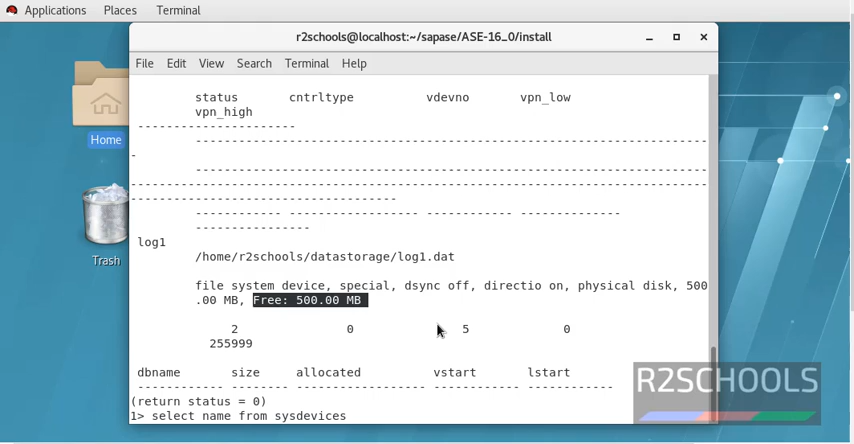 Applications Places Terminal
r2schools@localhost:~/sapase/ASE-16_0/install
File Edit View Search Terminal Help
status cntrltype vdevno vpn_low
vpn_high
----------------------
-----------------------------------------------------------------------
-
-----------------------------------------------------------------------
-------------------------------------------------------------------------------
------------------------------------
------------ ------------------ ------------ --------------
----------------
log1
/home/r2schools/datastorage/log1.dat
file system device, special, dsync off, directio on, physical disk, 500
.00 MB, Free: 500.00 MB
2 0 5 0
255999
dbname size allocated vstart lstart
------------ -------- ------------------ ------------ ------------
(return status = 0)
1> select name from sysdevices
Home
Trash
R2SCHOOLS